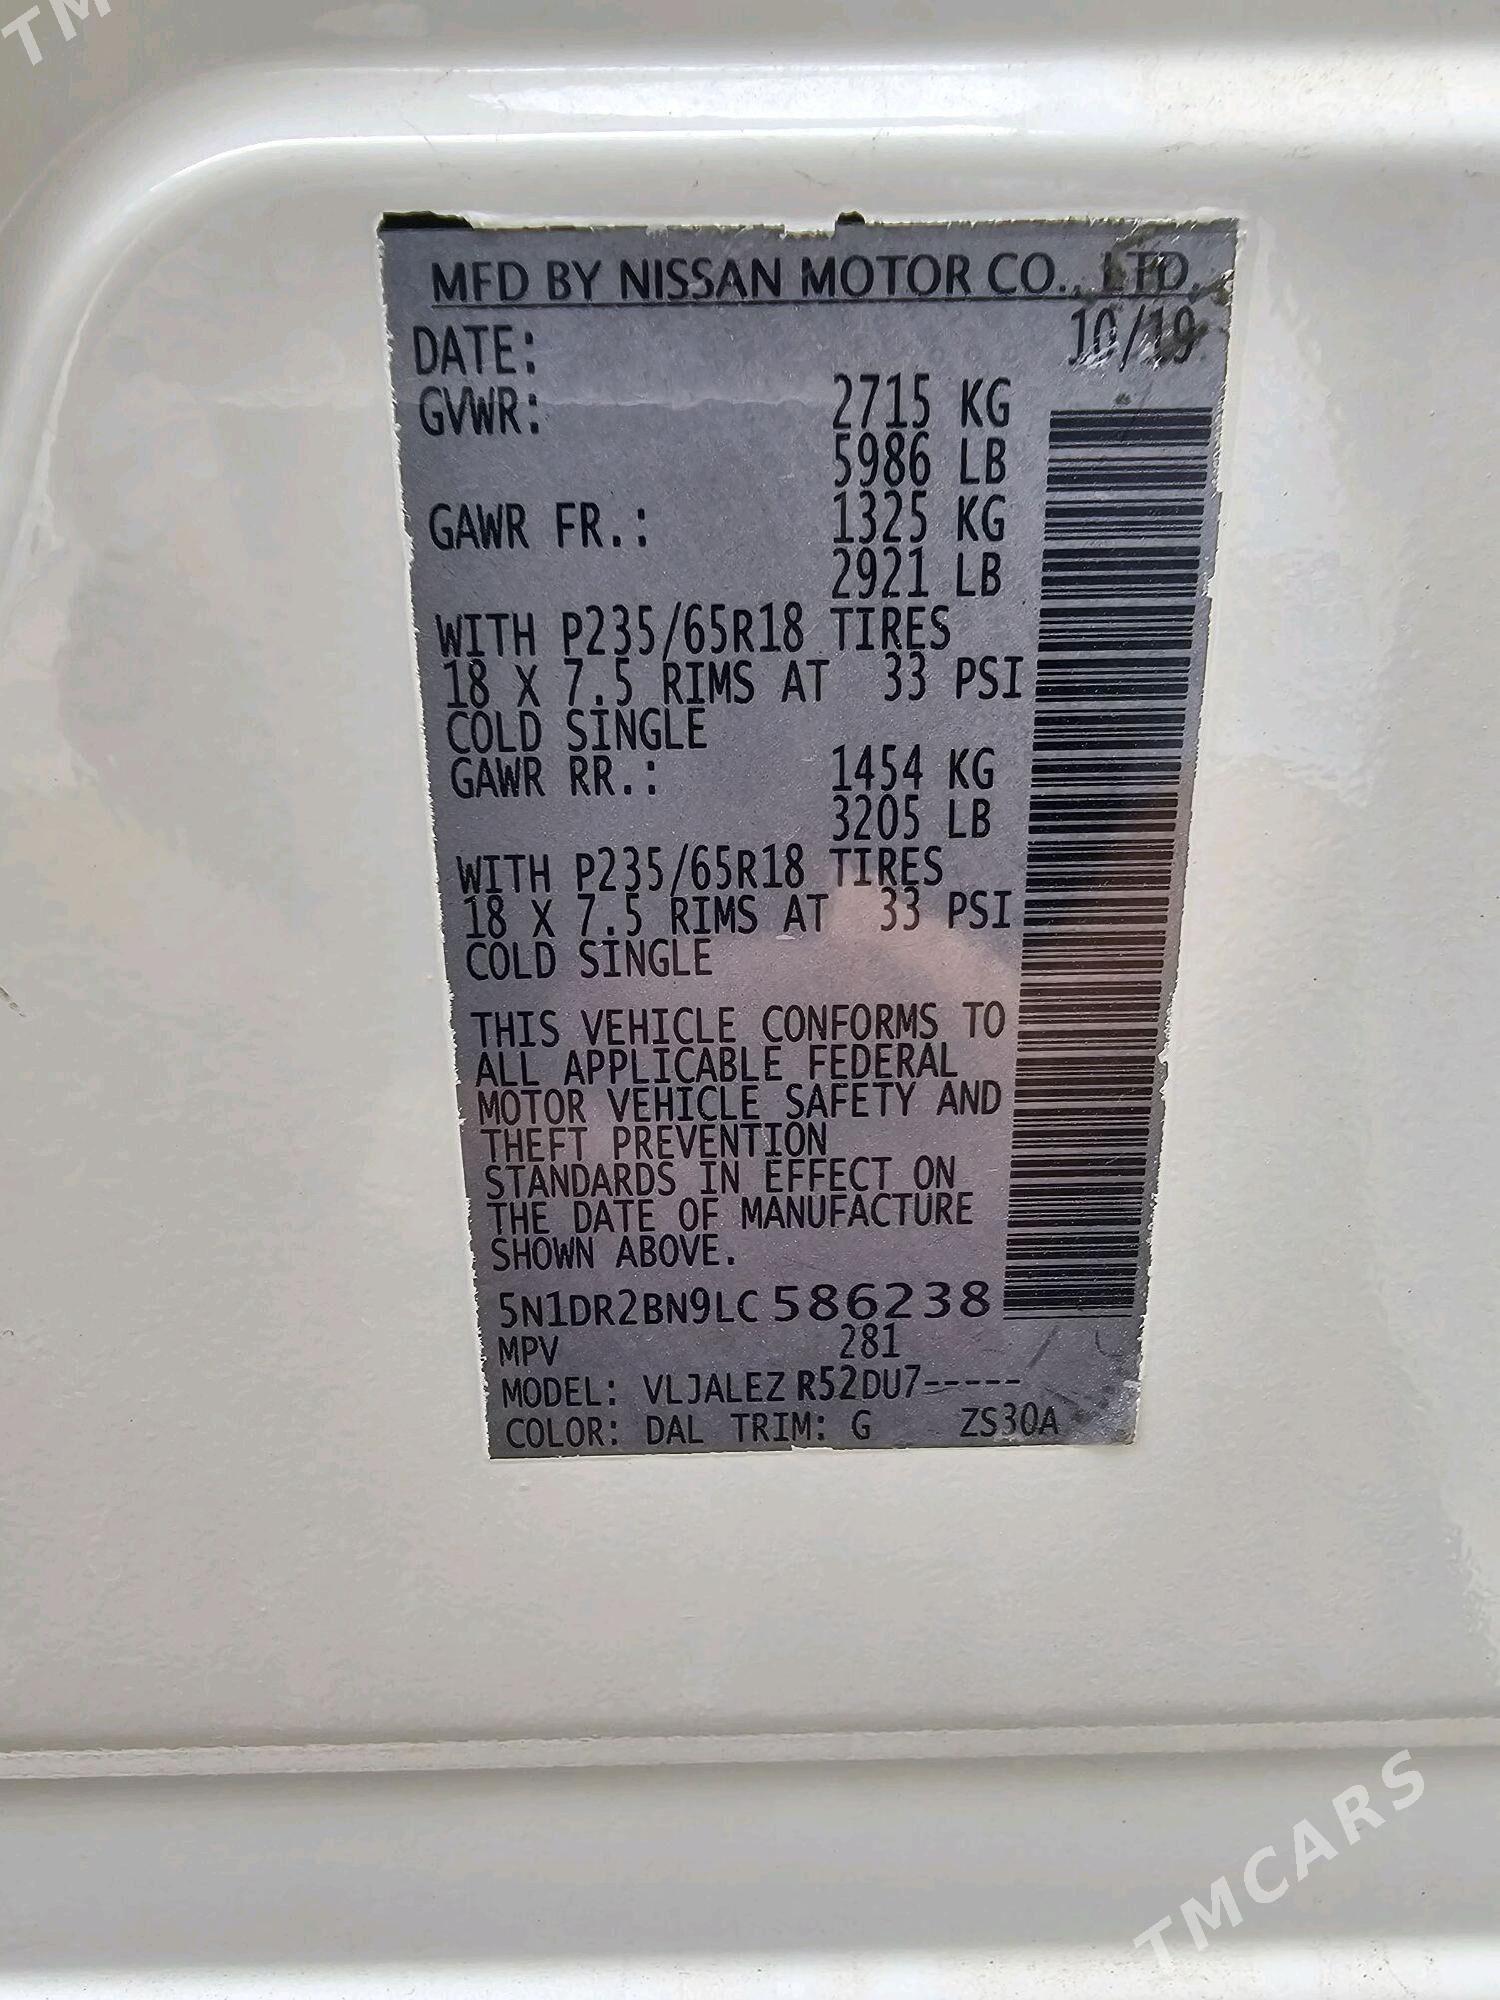 TM
MFD BY NISSAN MOTOR CO., LTD.
DATE: 10/19
GVWR: 2715 KG
5986 LB
GAWR FR.: 1325 KG
2921 LB
WITH P235/65R18 TIRES
18 X 7.5 RIMS AT 33 PSI
COLD SINGLE
GAWR RR.: 1454 KG
3205 LB
WITH P235/65R18 TIRES
18 X 7.5 RIMS AT 33 PSI
COLD SINGLE
THIS VEHICLE CONFORMS TO
ALL APPLICABLE FEDERAL
MOTOR VEHICLE SAFETY AND
THEFT PREVENTION
STANDARDS IN EFFECT ON
THE DATE OF MANUFACTURE
SHOWN ABOVE.
5N1DR2BN9LC586238
MPV 281
MODEL: VLJALEZ R52DU7-----
COLOR: DAL TRIM: G ZS30A
TMCARS